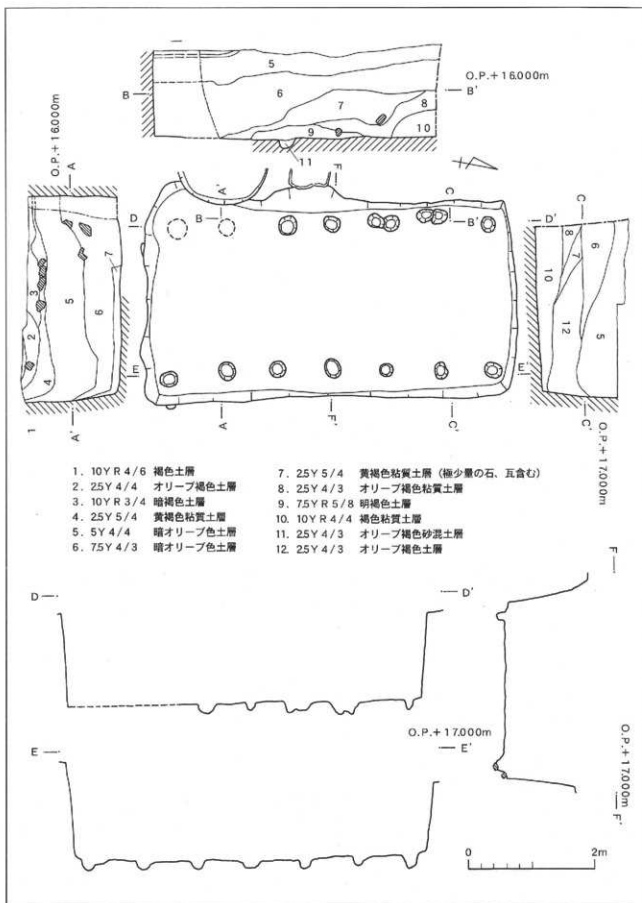 O.P.+16.000m
B
B'
5
6
7
8
9
10
11
O.P.+16.000m
A
A'
F
C
D
B
B'
D'
C
7
3
5
6
2
4
E
1
A'
8
6
7
10
12
5
E'
A
F'
C'
C'
O.P.+17.000m
1. 10YR4/6 褐色土層
2. 2.5Y4/4 オリーブ褐色土層
3. 10YR3/4 暗褐色土層
4. 2.5Y5/4 黄褐色粘質土層
5. 5Y4/4 暗オリーブ色土層
6. 7.5Y4/3 暗オリーブ色土層
7. 2.5Y5/4 黄褐色粘質土層（極少量の石、瓦含む）
8. 2.5Y4/3 オリーブ褐色粘質土層
9. 7.5YR5/8 明褐色土層
10. 10YR4/4 褐色粘質土層
11. 2.5Y4/3 オリーブ褐色砂混土層
12. 2.5Y4/3 オリーブ褐色土層
D
D'
F
O.P.+17.000m
E
E'
O.P.+17.000m
F'
0
2m